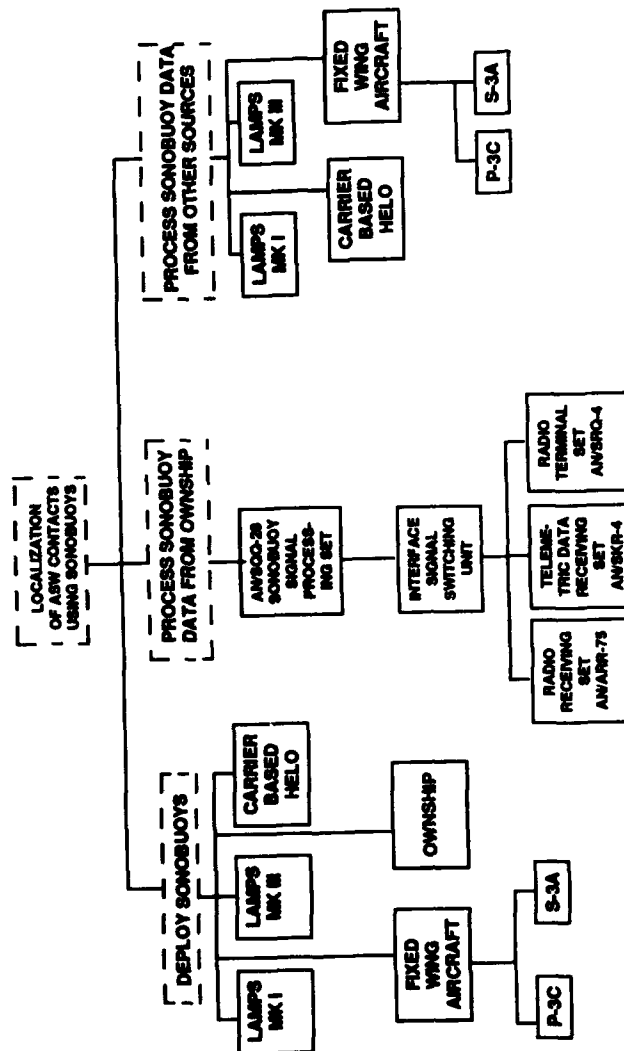 LOCALIZATION
OF ASW CONTACTS
USING SONOBUOYS
DEPLOY SONOBUOYS
LAMPS
MK I
LAMPS
MK III
CARRIER
BASED
HELO
FIXED
WING
AIRCRAFT
OWNSHIP
P-3C
S-3A
PROCESS SONOBUOY
DATA FROM OWNSHIP
AN/SQQ-28
SONOBUOY
SIGNAL
PROCESS-
ING SET
INTERFACE
SIGNAL
SWITCHING
UNIT
RADIO
RECEIVING
SET
AN/ARR-75
TELEME-
TRIC DATA
RECEIVING
SET
AN/SKR-4
RADIO
TERMINAL
SET
AN/SRQ-4
PROCESS SONOBUOY DATA
FROM OTHER SOURCES
LAMPS
MK I
LAMPS
MK III
CARRIER
BASED
HELO
FIXED
WING
AIRCRAFT
P-3C
S-3A